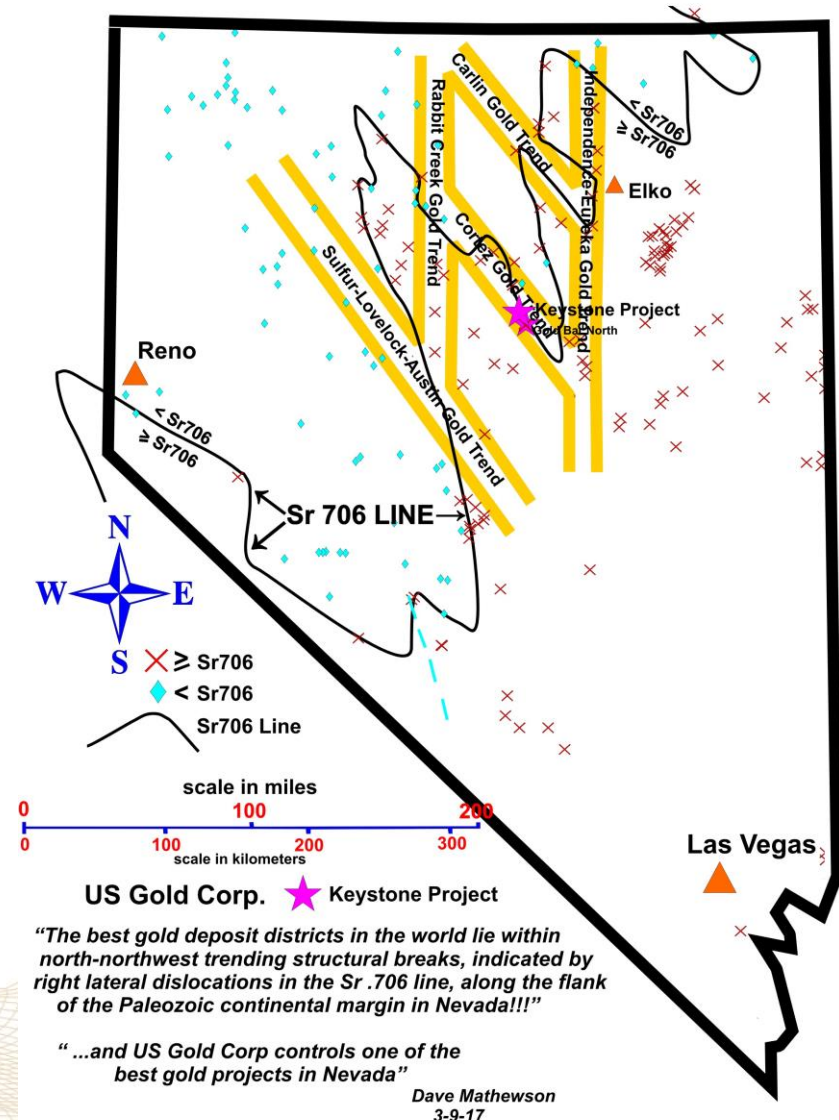 Carlin Gold Trend
Rabbit Creek Gold Trend
Independence-Eureka Gold Trend
< Sr706
≥ Sr706
Elko
Cortez Gold Trend
Sulfur-Lovelock-Austin Gold Trend
Keystone Project
Gold Bar North
Reno
< Sr706
≥ Sr706
Sr 706 LINE
N
W E
S
≥ Sr706
< Sr706
Sr706 Line
scale in miles
0 100 200
0 100 200 300
scale in kilometers
Las Vegas
US Gold Corp. Keystone Project
“The best gold deposit districts in the world lie within
north-northwest trending structural breaks, indicated by
right lateral dislocations in the Sr .706 line, along the flank
of the Paleozoic continental margin in Nevada!!!”
“ ...and US Gold Corp controls one of the
best gold projects in Nevada”
Dave Mathewson
3-9-17